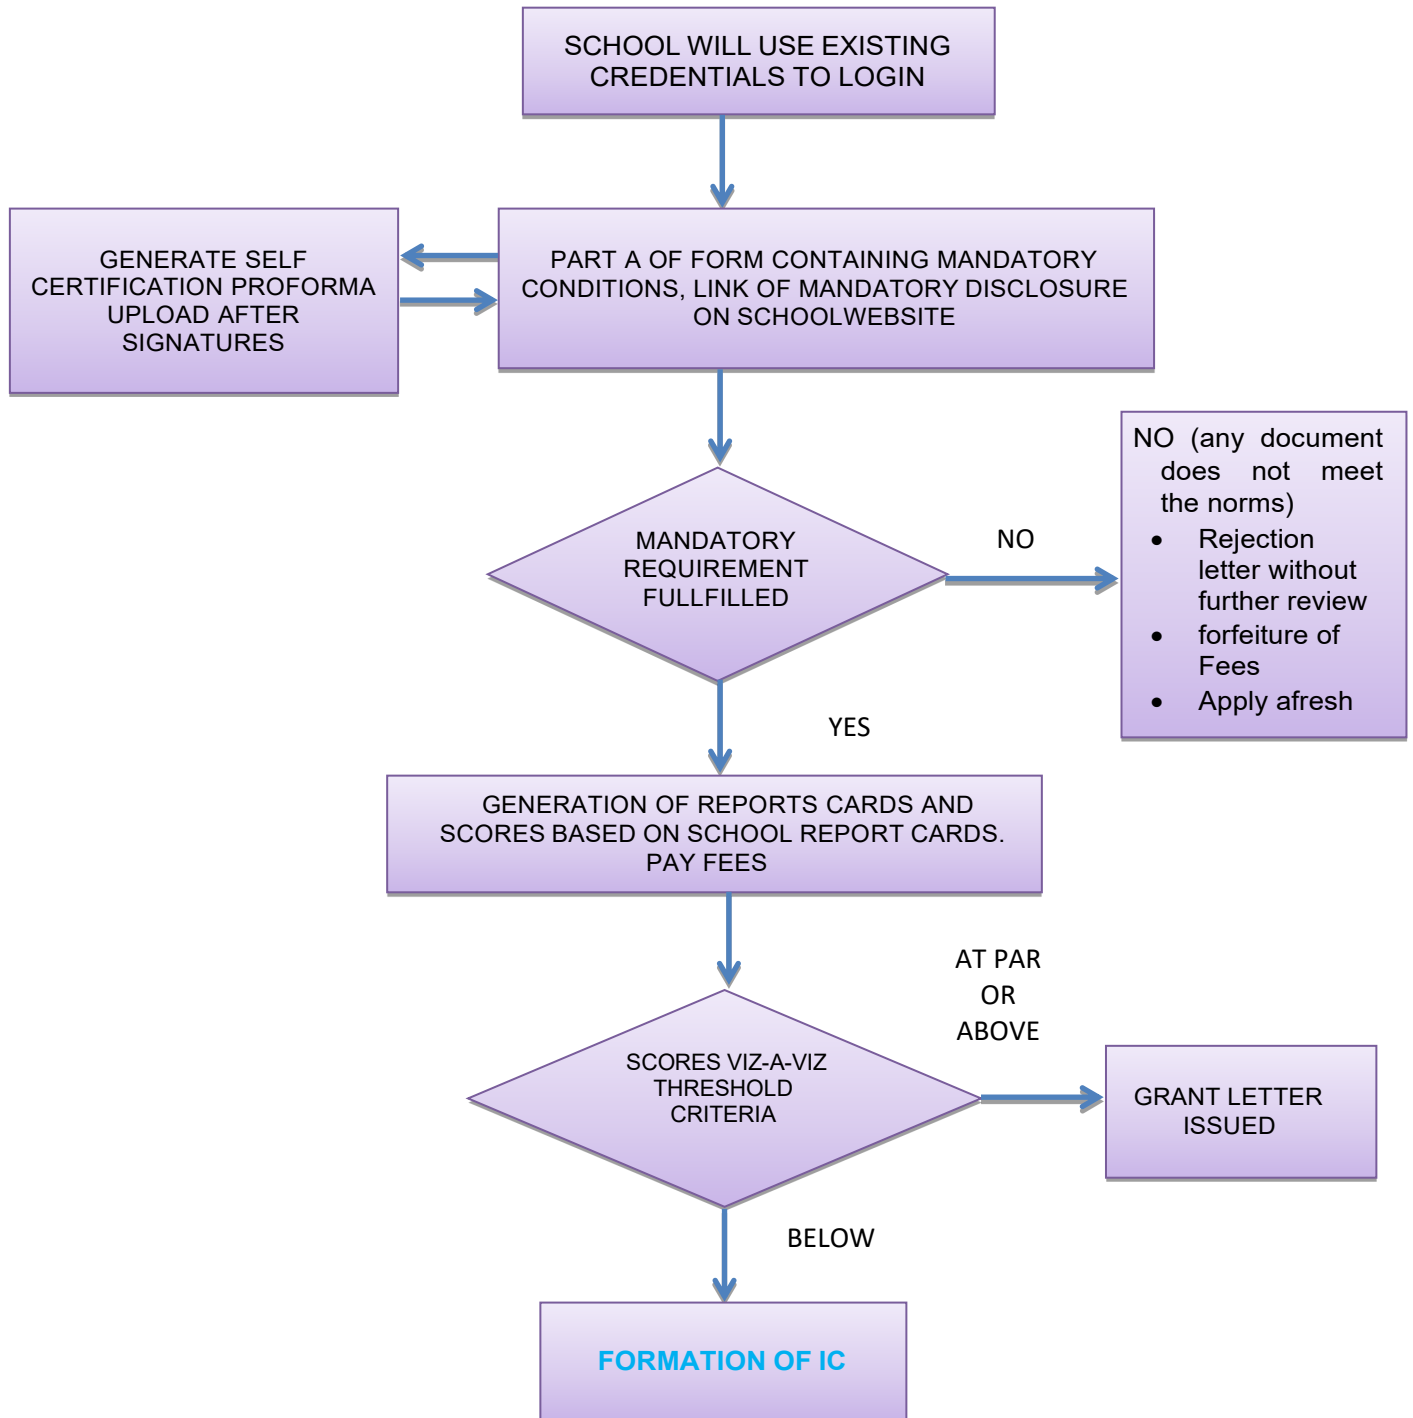 SCHOOL WILL USE EXISTING
CREDENTIALS TO LOGIN
GENERATE SELF
CERTIFICATION PROFORMA
UPLOAD AFTER
SIGNATURES
PART A OF FORM CONTAINING MANDATORY
CONDITIONS, LINK OF MANDATORY DISCLOSURE
ON SCHOOLWEBSITE
MANDATORY
REQUIREMENT
FULLFILLED
NO
NO (any document
does not meet
the norms)
• Rejection
letter without
further review
• forfeiture of
Fees
• Apply afresh
YES
GENERATION OF REPORTS CARDS AND
SCORES BASED ON SCHOOL REPORT CARDS.
PAY FEES
AT PAR
OR
ABOVE
SCORES VIZ-A-VIZ
THRESHOLD
CRITERIA
GRANT LETTER
ISSUED
BELOW
FORMATION OF IC